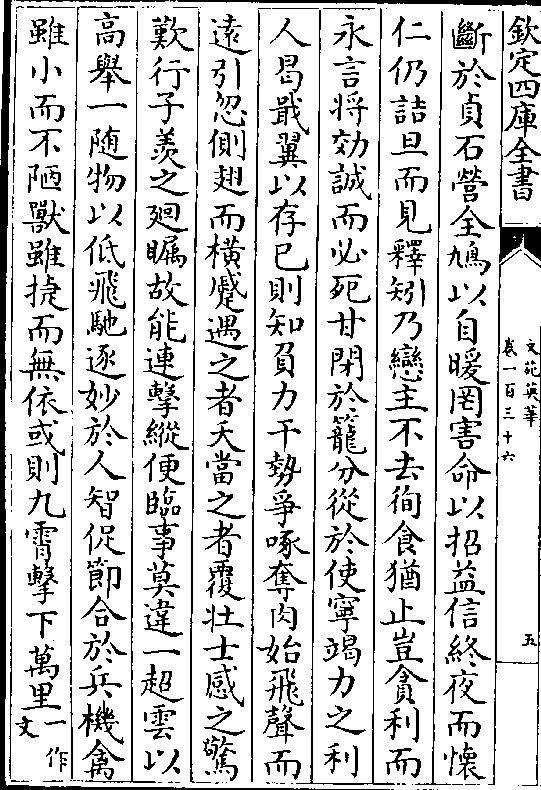 欽定四庫全書
文苑英華
卷一百三十六
五
斷於貞石營全鳩以自暖罔害命以招益信終夜而懷
仁仍詰旦而見釋矧乃戀主不去徇食猶止豈貪利而
永言將効誠而必死甘閉於籠分從於使寧竭力之利
人曷戢翼以存已則知負力干勢爭啄奪肉始飛聲而
遠引忽側翅而橫蹙遇之者夭當之者覆壯士感之驚
歎行子羨之廻矚故能連擊縱便臨事莫違一超雲以
高舉一随物以低飛馳逐妙於人智促節合於兵機禽
雖小而不陋獸雖捷而無依或則九霄擊下萬里一作文